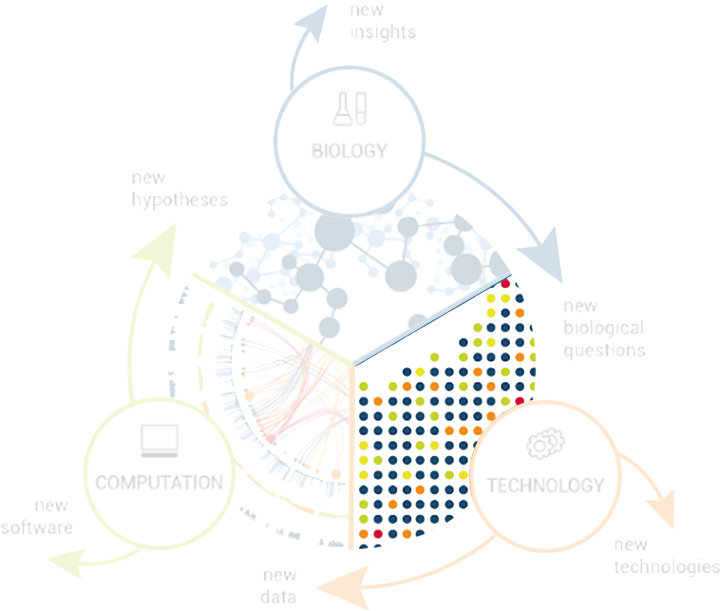 new
insights
BIOLOGY
new
hypotheses
new
biological
questions
COMPUTATION
TECHNOLOGY
new
software
new
technologies
new
data